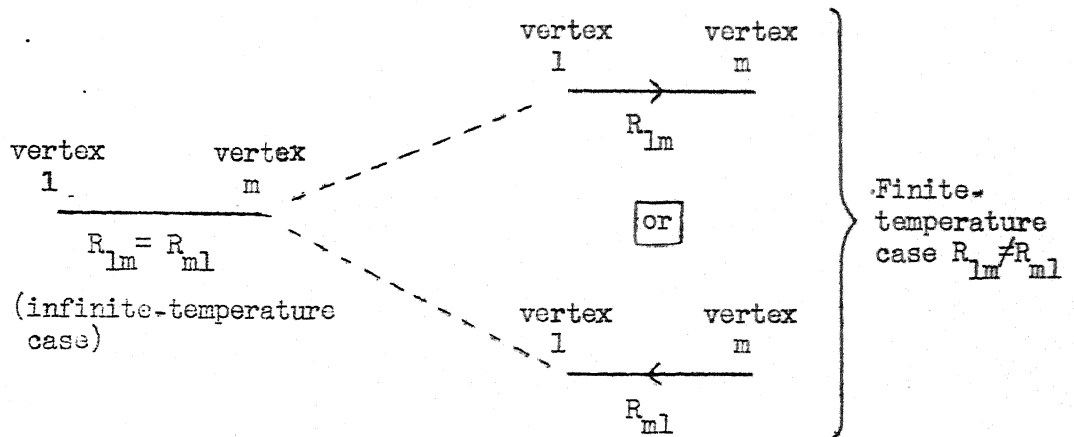 vertex
1
vertex
m
R_lm = R_ml
(infinite-temperature
case)
vertex
1
vertex
m
R_lm
or
vertex
1
vertex
m
R_ml
Finite-
temperature
case R_lm≠R_ml